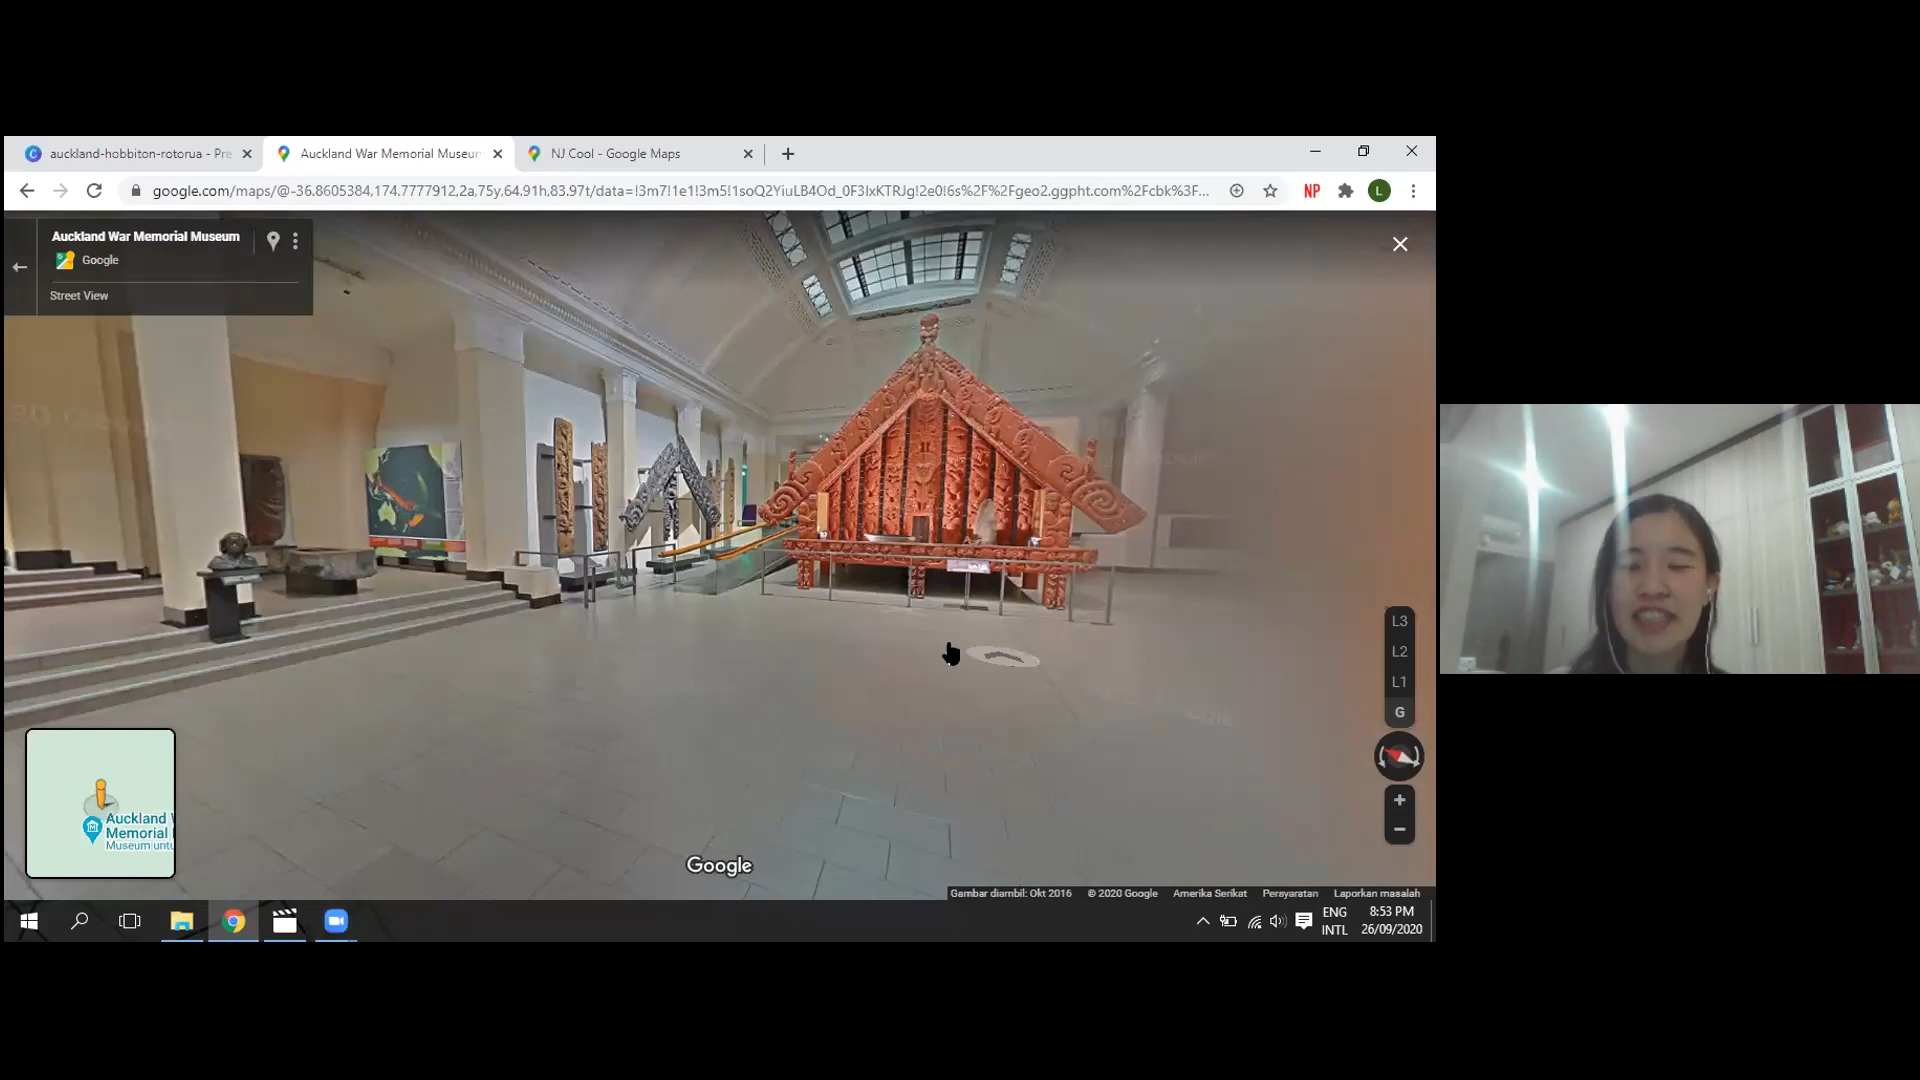 auckland-hobbiton-rotorua - Pre
Auckland War Memorial Museum
NJ Cool - Google Maps
google.com/maps/@-36.8605384,174.7777912,2a,75y,64.91h,83.97t/data=!3m7!1e1!3m5!1soQ2YiuLB4Od_0F3IxKTRJg!2e0!6s%2F%2Fgeo2.ggpht.com%2Fcbk%3F...
NP
L
Auckland War Memorial Museum
Google
Street View
L3
L2
L1
G
Auckland W
Memorial
Museum untu
Google
Gambar diambil: Okt 2016 © 2020 Google Amerika Serikat Persyaratan Laporkan masalah
ENG
INTL
8:53 PM
26/09/2020